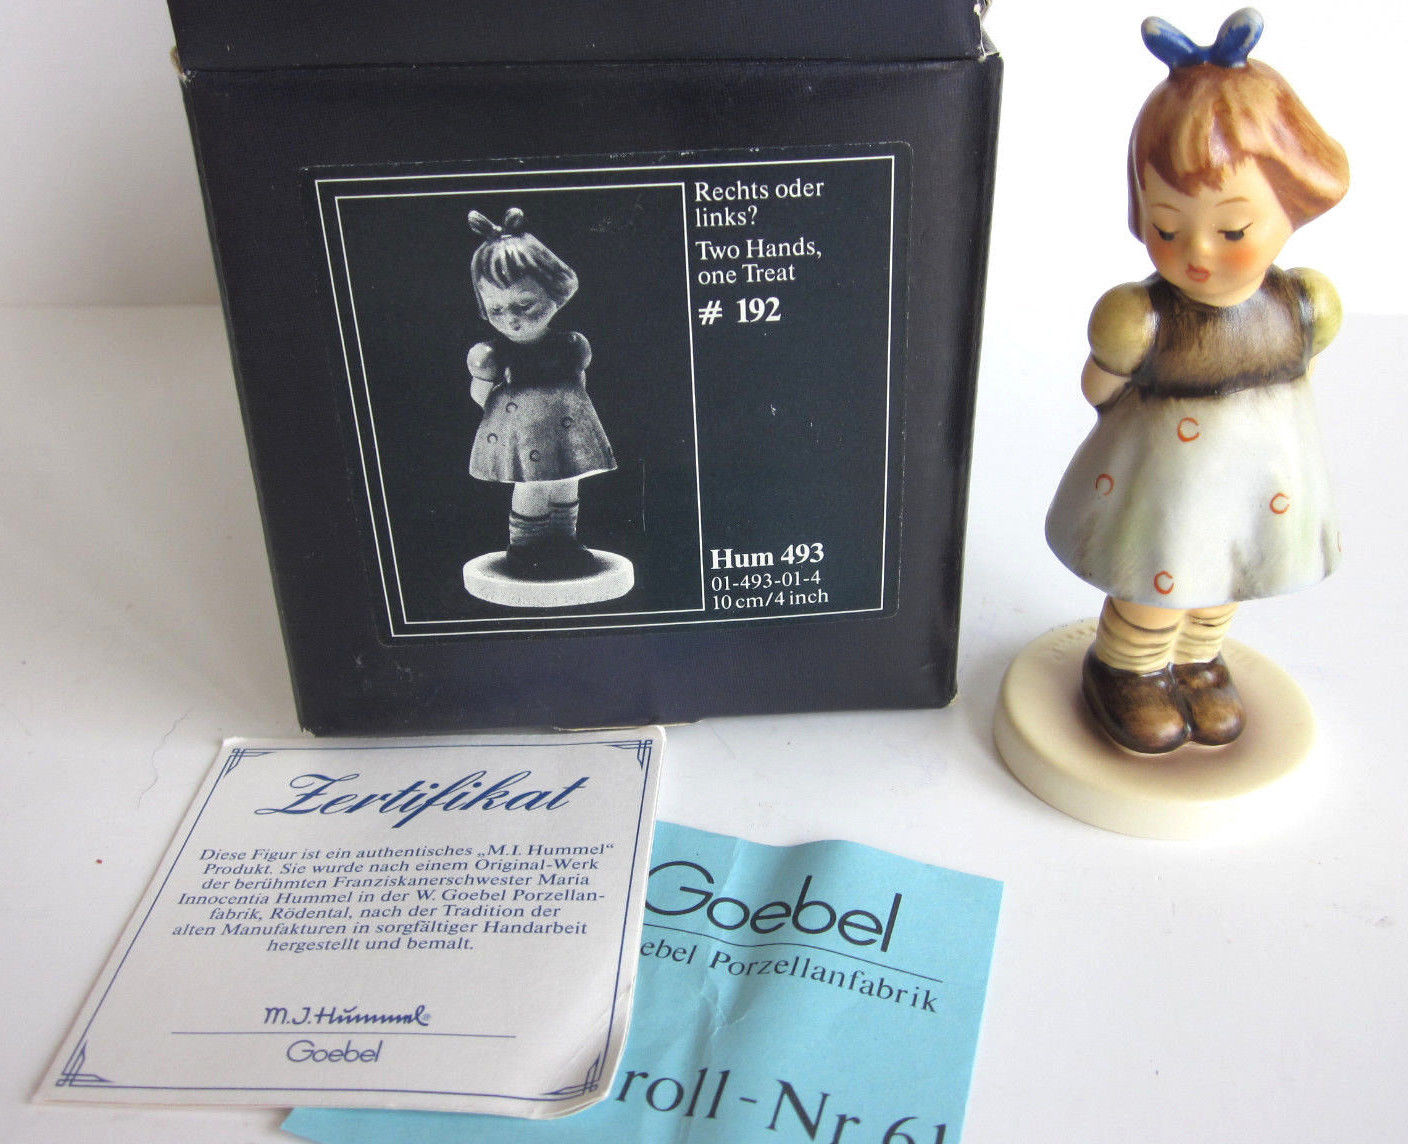 Rechts oder
links?
Two Hands,
one Treat
# 192
Hum 493
01-493-01-4
10 cm/4 inch
Zertifikat
Diese Figur ist ein authentisches „M.I. Hummel“
Produkt. Sie wurde nach einem Original-Werk
der berühmten Franziskanerschwester Maria
Innocentia Hummel in der W. Goebel Porzellan-
fabrik, Rödental, nach der Tradition der
alten Manufakturen in sorgfältiger Handarbeit
hergestellt und bemalt.
M.J. Hummel
Goebel
Goebel
ebel Porzellanfabrik
roll-Nr 61